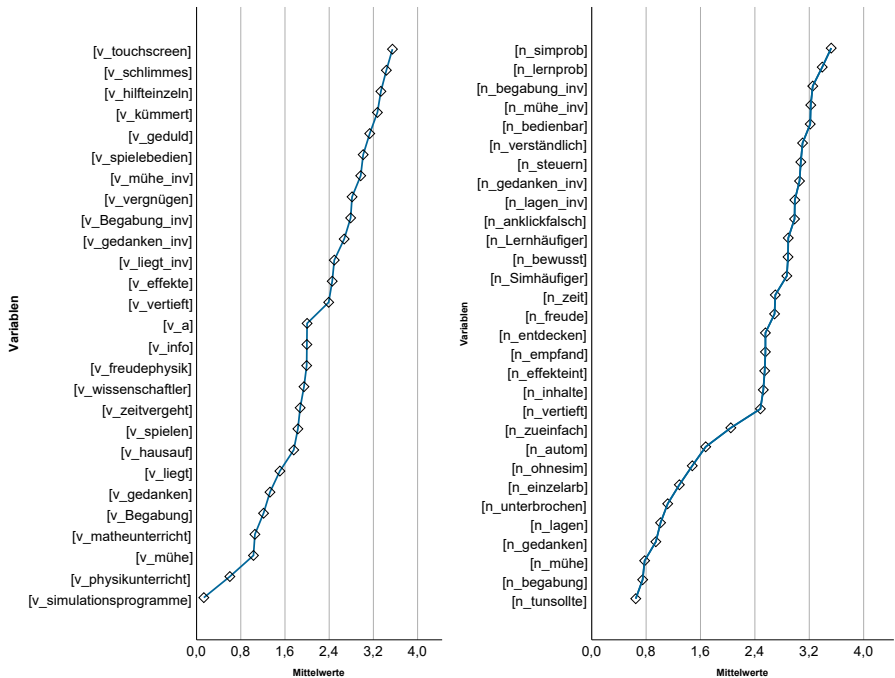 Variablen
[v_touchscreen]
[v_schlimmes]
[v_hilfteinzeln]
[v_kümmert]
[v_geduld]
[v_spielebedien]
[v_mühe_inv]
[v_vergnügen]
[v_Begabung_inv]
[v_gedanken_inv]
[v_liegt_inv]
[v_effekte]
[v_vertieft]
[v_a]
[v_info]
[v_freudephysik]
[v_wissenschaftler]
[v_zeitvergeht]
[v_spielen]
[v_hausauf]
[v_liegt]
[v_gedanken]
[v_Begabung]
[v_matheunterricht]
[v_mühe]
[v_physikunterricht]
[v_simulationsprogramme]
0,0 0,8 1,6 2,4 3,2 4,0
Mittelwerte
Variablen
[n_simprob]
[n_lernprob]
[n_begabung_inv]
[n_mühe_inv]
[n_bedienbar]
[n_verständlich]
[n_steuern]
[n_gedanken_inv]
[n_lagen_inv]
[n_anklickfalsch]
[n_Lernhäufiger]
[n_bewusst]
[n_Simhäufiger]
[n_zeit]
[n_freude]
[n_entdecken]
[n_empfand]
[n_effekteint]
[n_inhalte]
[n_vertieft]
[n_zueinfach]
[n_autom]
[n_ohnesim]
[n_einzelarb]
[n_unterbrochen]
[n_lagen]
[n_gedanken]
[n_mühe]
[n_begabung]
[n_tunsollte]
0,0 0,8 1,6 2,4 3,2 4,0
Mittelwerte